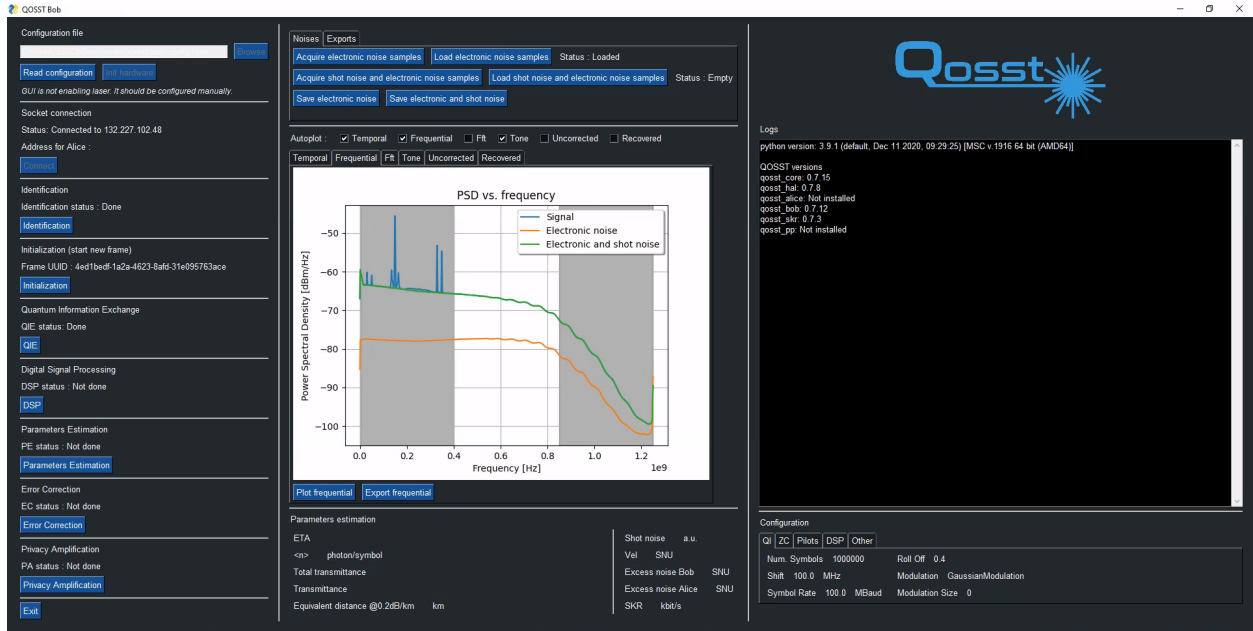 QOSST Bob
Configuration file
Browse
Read configuration Init hardware
GUI is not enabling laser. It should be configured manually.
Socket connection
Status: Connected to 132.227.102.48
Address for Alice :
Connect
Identification
Identification status : Done
Identification
Initialization (start new frame)
Frame UUID : 4ed1bedf-1a2a-4623-8afd-31e095763ace
Initialization
Quantum Information Exchange
QIE status: Done
QIE
Digital Signal Processing
DSP status : Not done
DSP
Parameters Estimation
PE status : Not done
Parameters Estimation
Error Correction
EC status : Not done
Error Correction
Privacy Amplification
PA status : Not done
Privacy Amplification
Exit
Noises Exports
Acquire electronic noise samples Load electronic noise samples Status : Loaded
Acquire shot noise and electronic noise samples Load shot noise and electronic noise samples Status : Empty
Save electronic noise Save electronic and shot noise
Autoplot : Temporal Frequential Fft Tone Uncorrected Recovered
Temporal Frequential Fft Tone Uncorrected Recovered
PSD vs. frequency
Signal
Electronic noise
Electronic and shot noise
Power Spectral Density [dBm/Hz]
−50
−60
−70
−80
−90
−100
0.0 0.2 0.4 0.6 0.8 1.0 1.2
1e9
Frequency [Hz]
Plot frequential Export frequential
Parameters estimation
ETA
<n> photon/symbol
Total transmittance
Transmittance
Equivalent distance @0.2dB/km km
Shot noise a.u.
Vel SNU
Excess noise Bob SNU
Excess noise Alice SNU
SKR kbit/s
Qosst
Logs
python version: 3.9.1 (default, Dec 11 2020, 09:29:25) [MSC v.1916 64 bit (AMD64)]
QOSST versions
qosst_core: 0.7.15
qosst_hal: 0.7.8
qosst_alice: Not installed
qosst_bob: 0.7.12
qosst_skr: 0.7.3
qosst_pp: Not installed
Configuration
QI ZC Pilots DSP Other
Num. Symbols 1000000 Roll Off 0.4
Shift 100.0 MHz Modulation GaussianModulation
Symbol Rate 100.0 MBaud Modulation Size 0